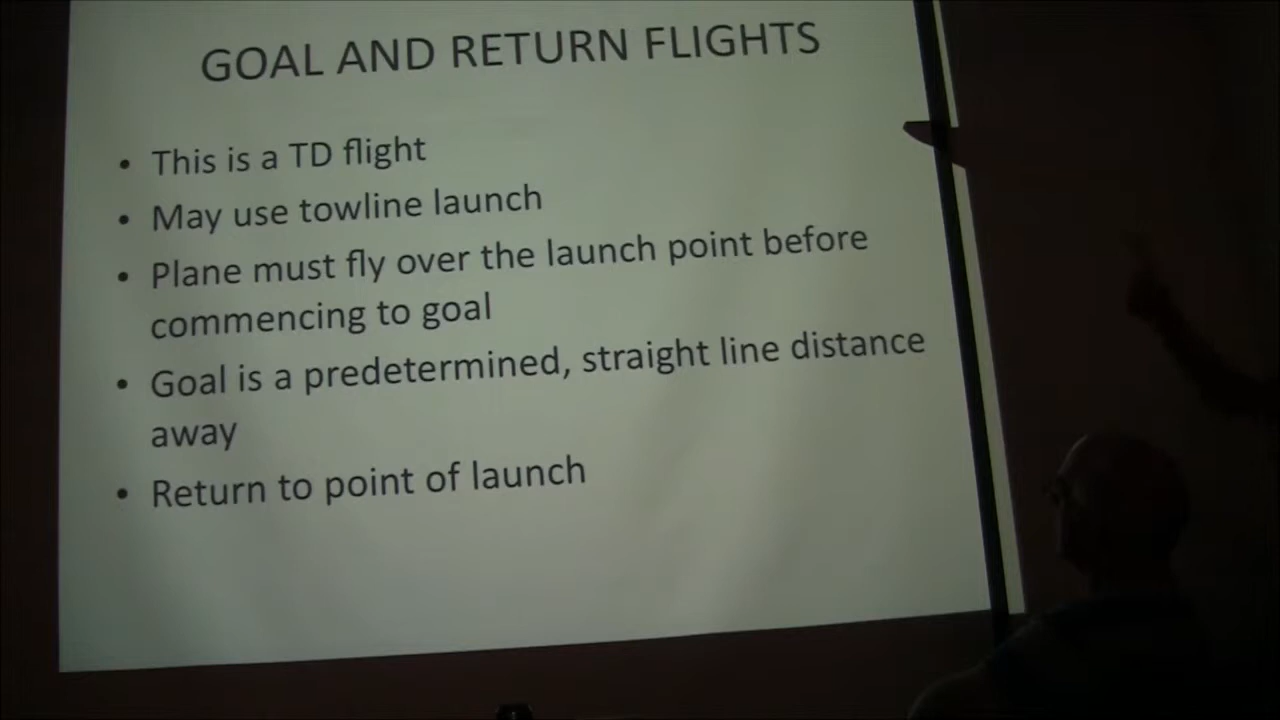 GOAL AND RETURN FLIGHTS
• This is a TD flight
• May use towline launch
• Plane must fly over the launch point before
commencing to goal
• Goal is a predetermined, straight line distance
away
• Return to point of launch